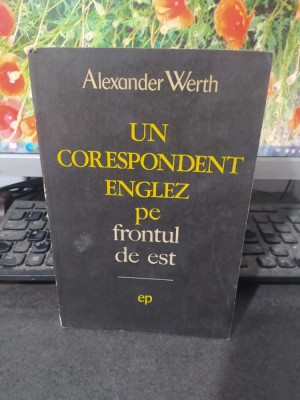 Alexander Werth
UN
CORESPONDENT
ENGLEZ
pe
frontul
de est
ep